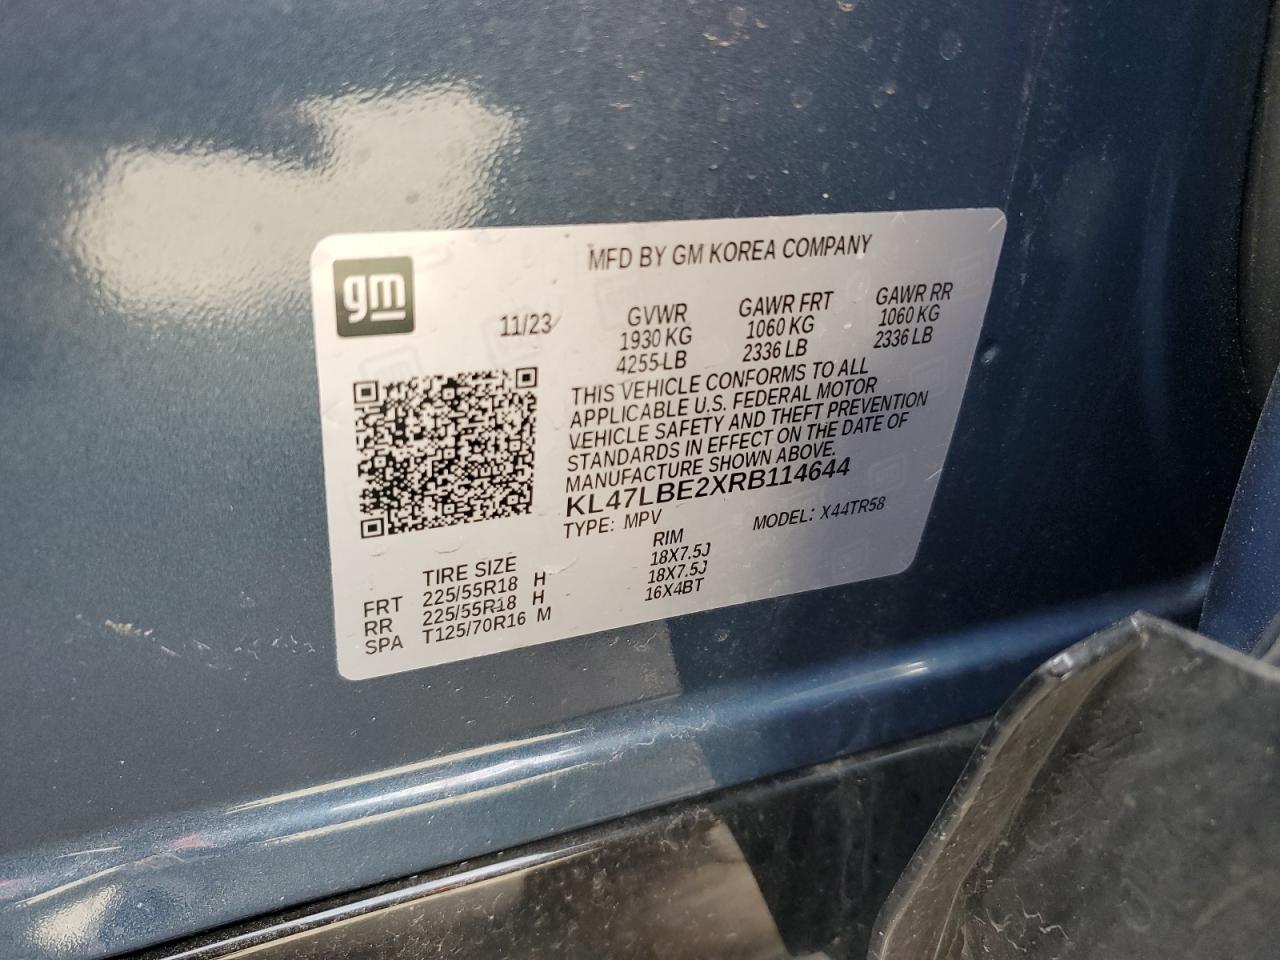 MFD BY GM KOREA COMPANY
gm
11/23 GVWR GAWR FRT GAWR RR
1930 KG 1060 KG 1060 KG
4255 LB 2336 LB 2336 LB
THIS VEHICLE CONFORMS TO ALL
APPLICABLE U.S. FEDERAL MOTOR
VEHICLE SAFETY AND THEFT PREVENTION
STANDARDS IN EFFECT ON THE DATE OF
MANUFACTURE SHOWN ABOVE.
KL47LBE2XRB114644
TYPE: MPV MODEL: X44TR58
TIRE SIZE RIM
FRT 225/55R18 H 18X7.5J
RR 225/55R18 H 18X7.5J
SPA T125/70R16 M 16X4BT